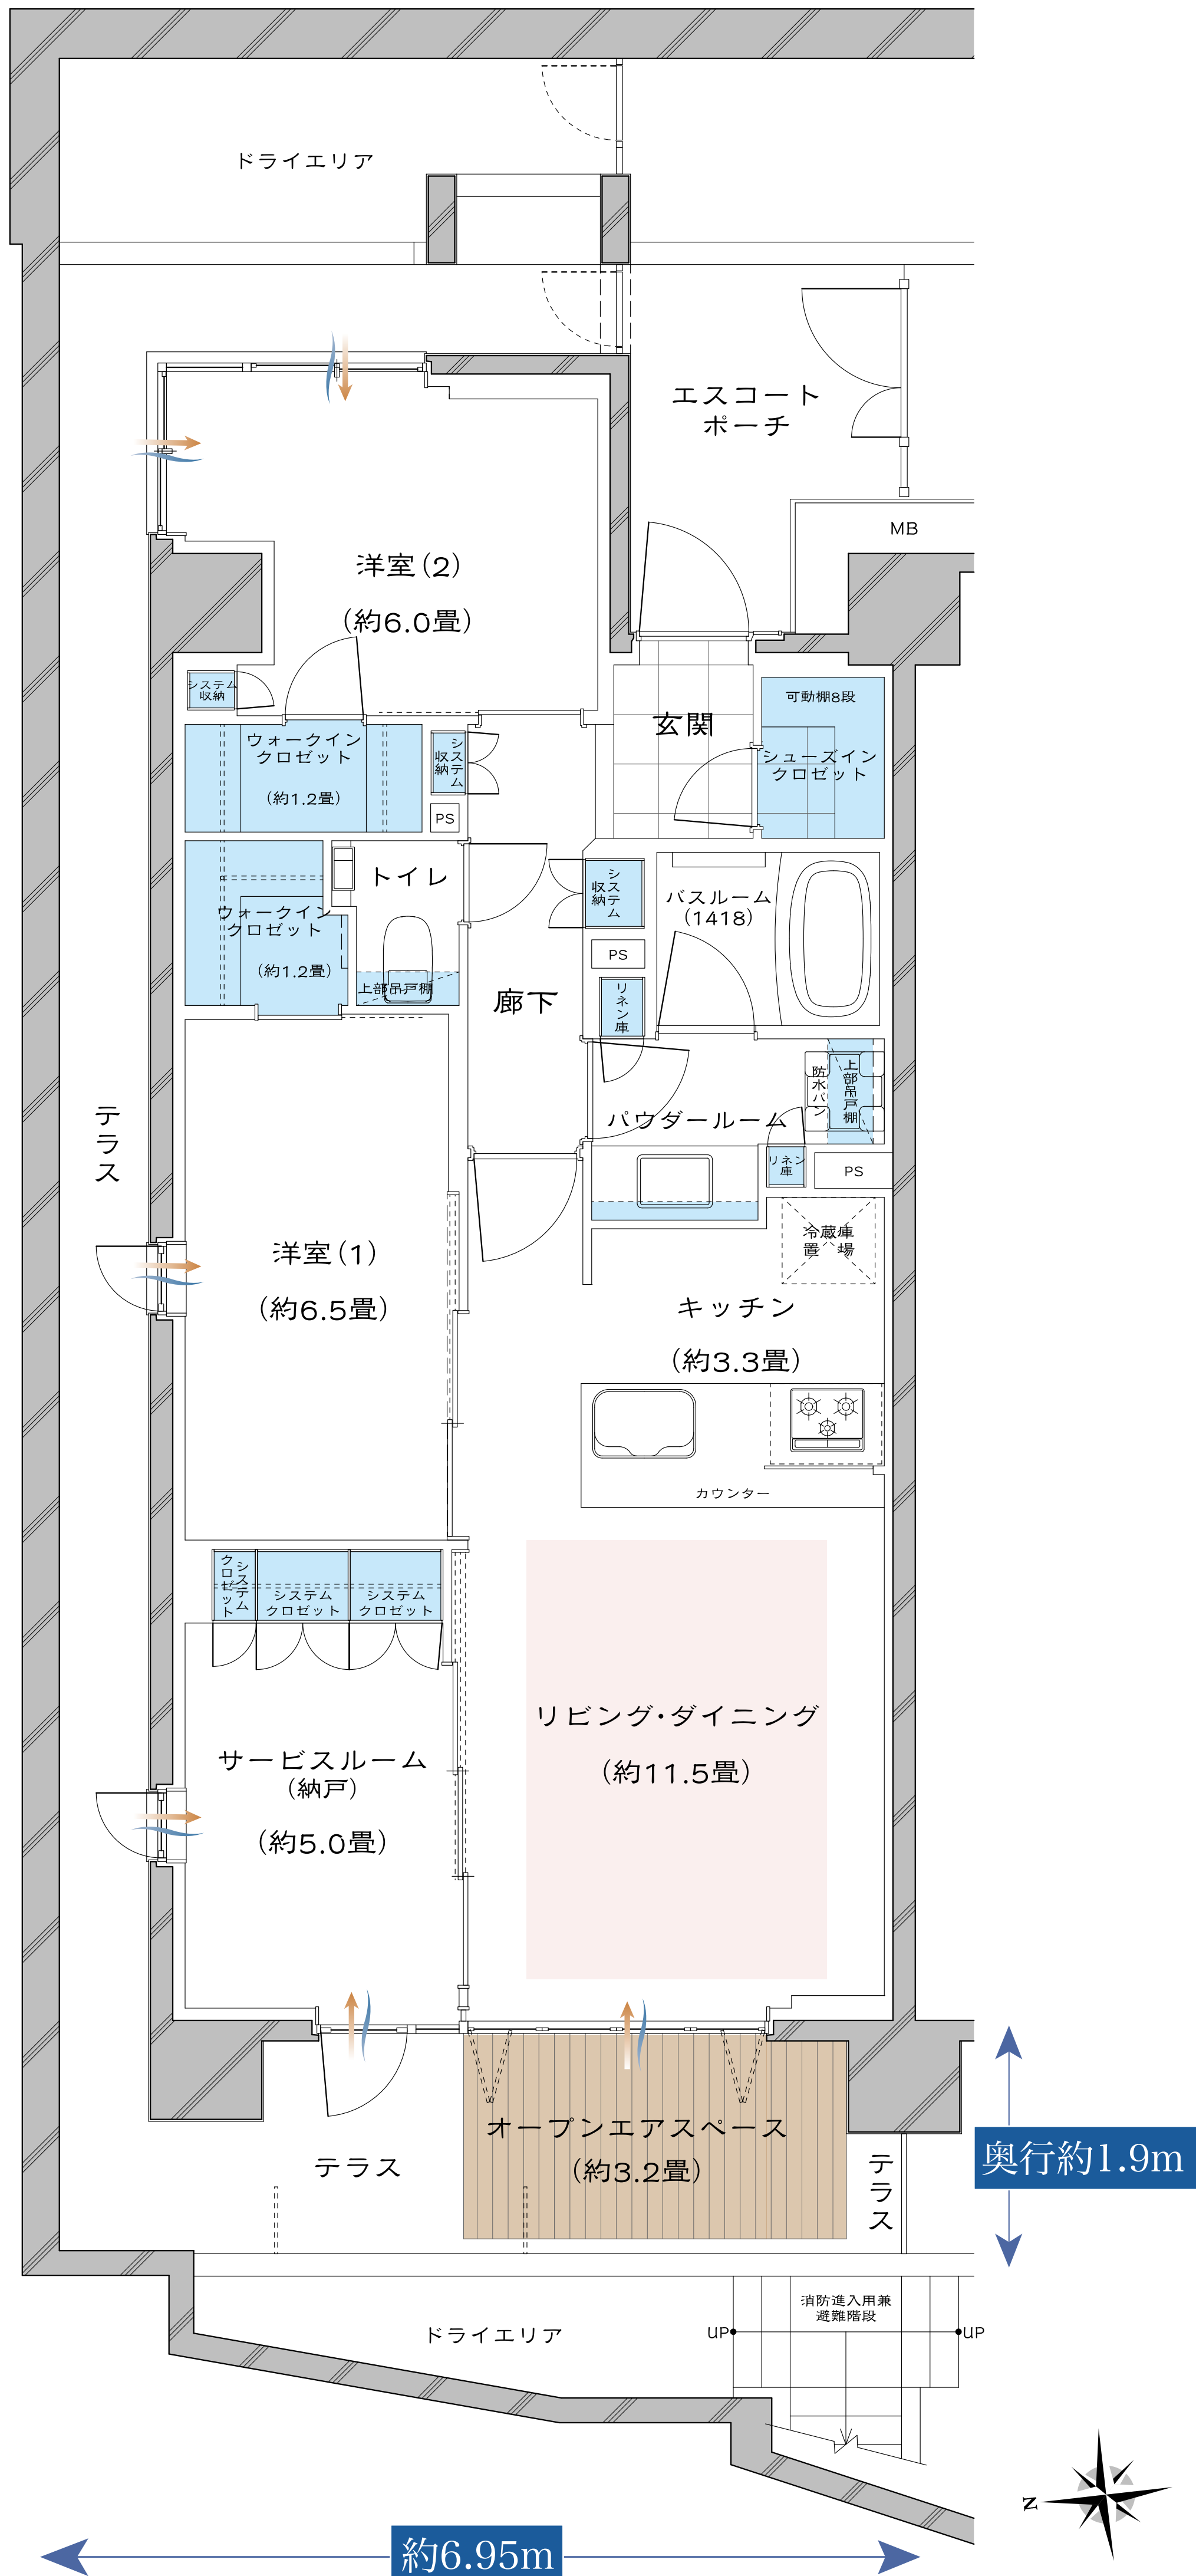 ドライエリア
エスコート
ポーチ
MB
洋室(2)
(約6.0畳)
システム
収納
玄関
可動棚8段
シューズイン
クロゼット
ウォークイン
クロゼット
(約1.2畳)
システム
収納
PS
トイレ
システム
収納
バスルーム
(1418)
ウォークイン
クロゼット
(約1.2畳)
上部吊戸棚
廊下
PS
リネン庫
テラス
パウダールーム
防水パン
上部吊戸棚
リネン
庫
PS
冷蔵庫
置場
洋室(1)
(約6.5畳)
キッチン
(約3.3畳)
カウンター
システム
クロゼット
システム
クロゼット
システム
クロゼット
リビング・ダイニング
(約11.5畳)
サービスルーム
(納戸)
(約5.0畳)
オープンエアスペース
(約3.2畳)
テラス
テラス
奥行約1.9m
消防進入用兼
避難階段
UP
UP
ドライエリア
N
約6.95m